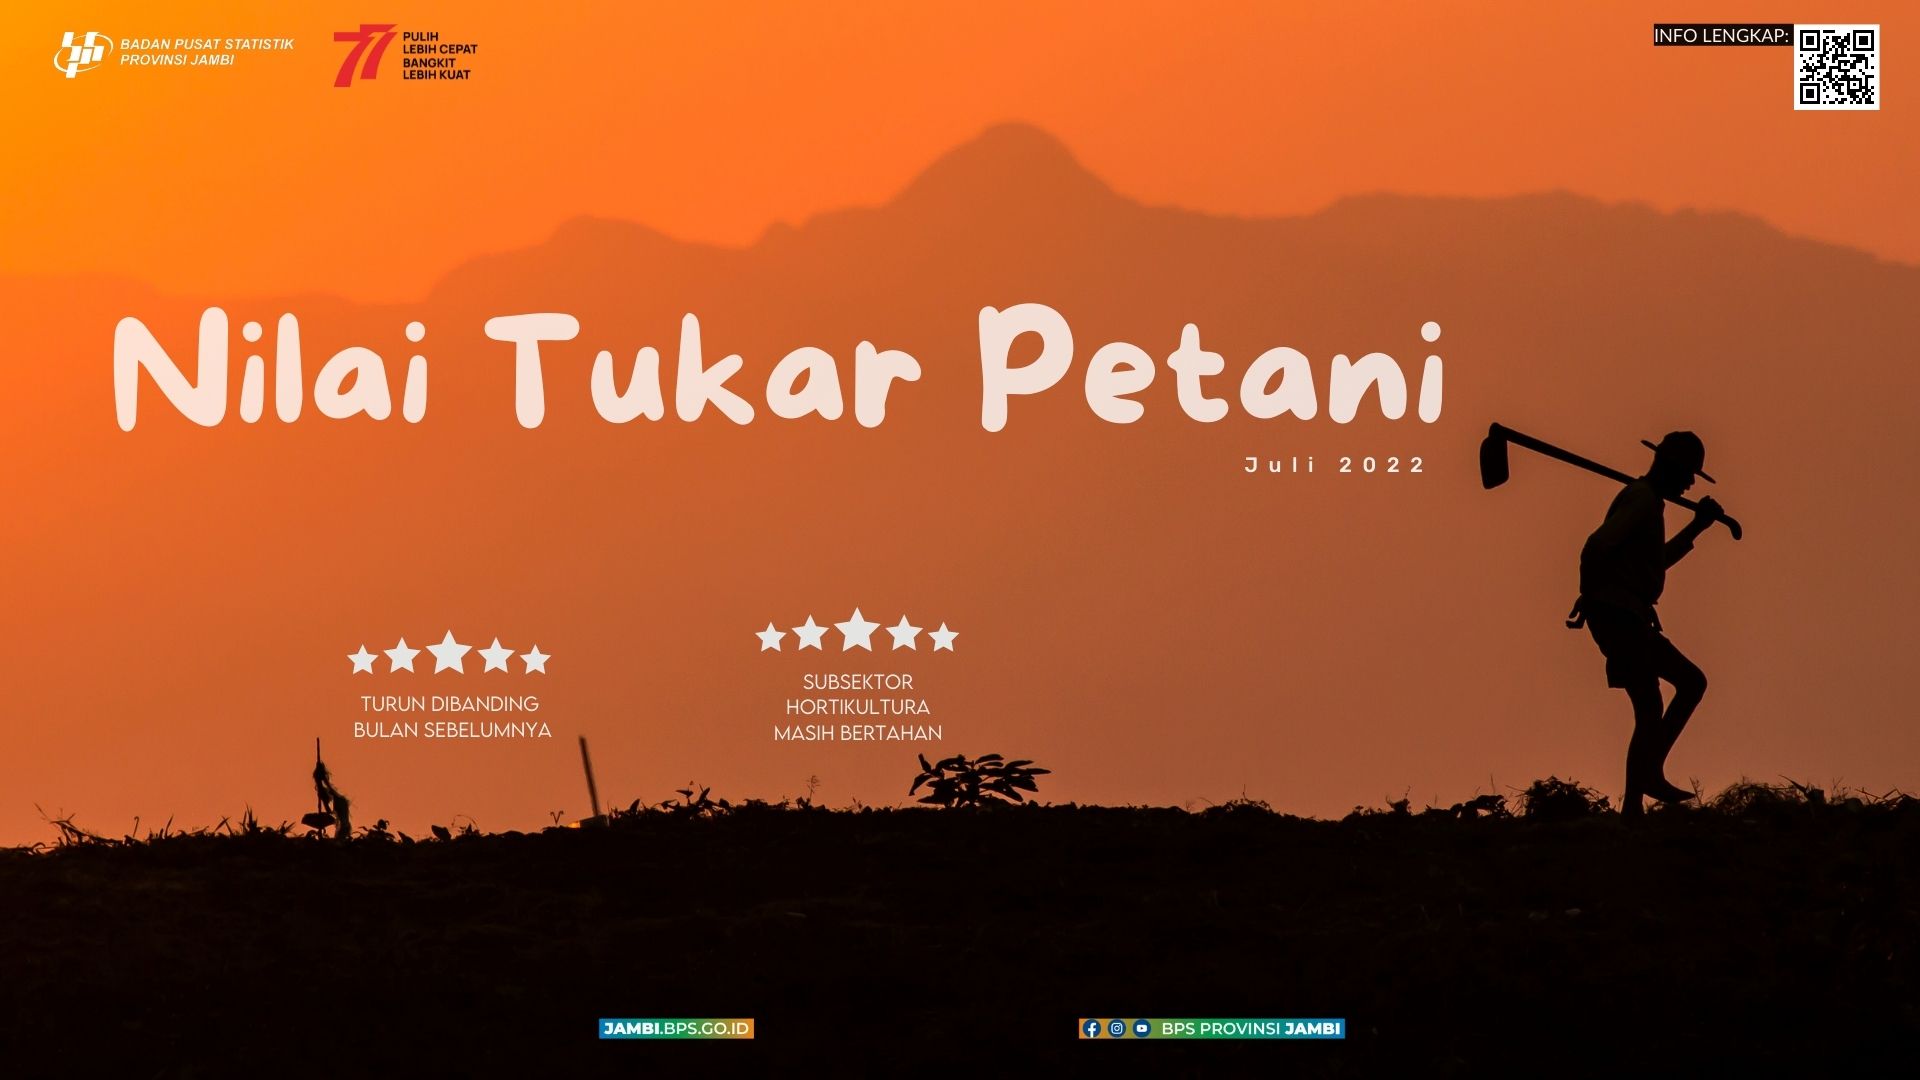 BADAN PUSAT STATISTIK
PROVINSI JAMBI
77
PULIH
LEBIH CEPAT
BANGKIT
LEBIH KUAT
INFO LENGKAP:
Nilai Tukar Petani
Juli 2022
TURUN DIBANDING
BULAN SEBELUMNYA
SUBSEKTOR
HORTIKULTURA
MASIH BERTAHAN
JAMBI.BPS.GO.ID
BPS PROVINSI JAMBI